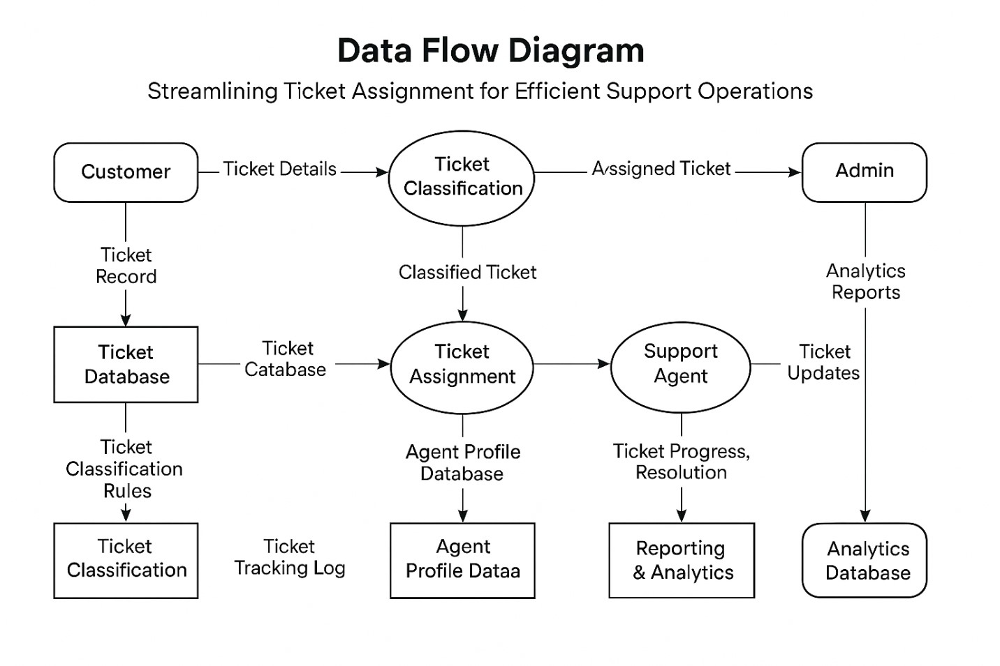 Data Flow Diagram
Streamlining Ticket Assignment for Efficient Support Operations
Customer
Ticket Details
Ticket
Classification
Assigned Ticket
Admin
Ticket
Record
Classified Ticket
Analytics
Reports
Ticket
Database
Ticket
Catabase
Ticket
Assignment
Support
Agent
Ticket
Updates
Ticket
Classification
Rules
Agent Profile
Database
Ticket Progress,
Resolution
Ticket
Classification
Ticket
Tracking Log
Agent
Profile Dataa
Reporting
& Analytics
Analytics
Database